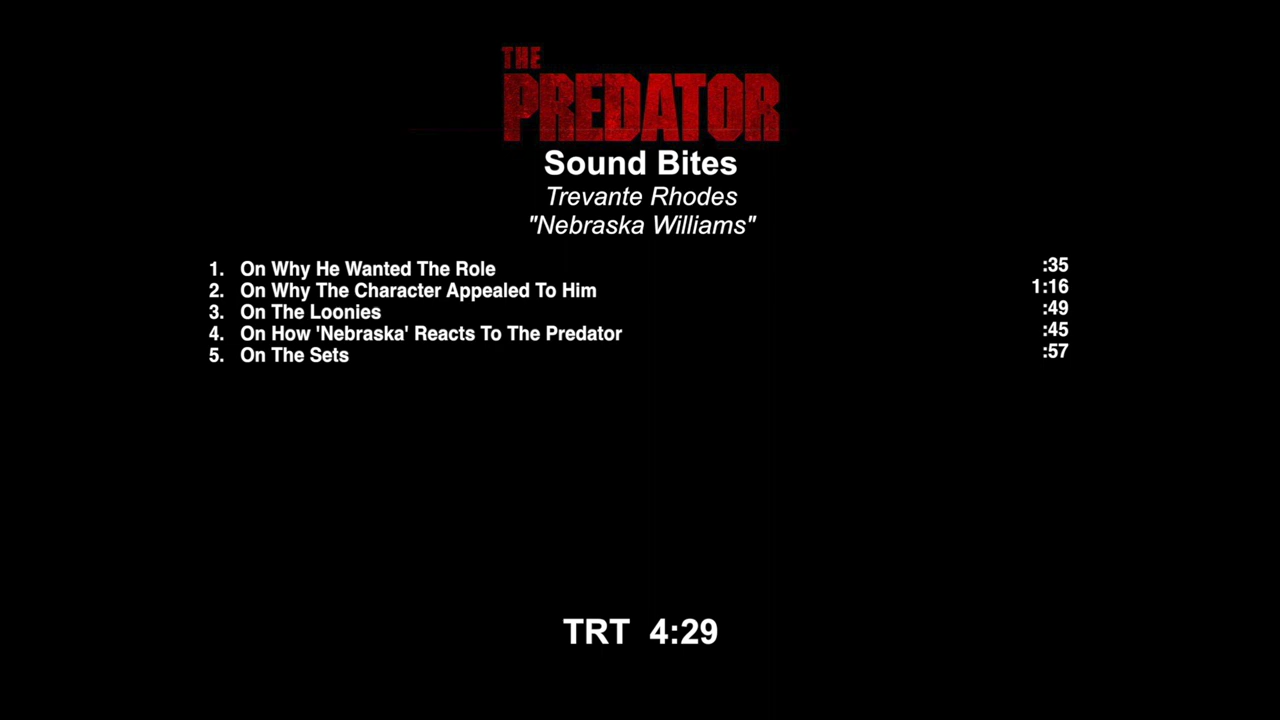 THE
PREDATOR
Sound Bites
Trevante Rhodes
"Nebraska Williams"
1. On Why He Wanted The Role :35
2. On Why The Character Appealed To Him 1:16
3. On The Loonies :49
4. On How 'Nebraska' Reacts To The Predator :45
5. On The Sets :57
TRT 4:29